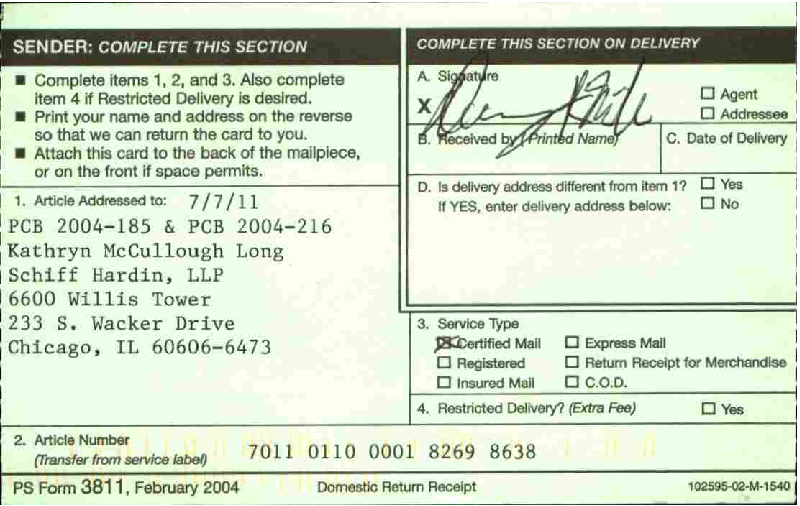 SENDER: COMPLETE THIS SECTION
■ Complete items 1, 2, and 3. Also complete
item 4 if Restricted Delivery is desired.
■ Print your name and address on the reverse
so that we can return the card to you.
■ Attach this card to the back of the mailpiece,
or on the front if space permits.
1. Article Addressed to: 7/7/11
PCB 2004-185 & PCB 2004-216
Kathryn McCullough Long
Schiff Hardin, LLP
6600 Willis Tower
233 S. Wacker Drive
Chicago, IL 60606-6473
COMPLETE THIS SECTION ON DELIVERY
A. Signature
X
☐ Agent
☐ Addressee
B. Received by (Printed Name)
C. Date of Delivery
D. Is delivery address different from item 1? ☐ Yes
If YES, enter delivery address below: ☐ No
3. Service Type
☒ Certified Mail ☐ Express Mail
☐ Registered ☐ Return Receipt for Merchandise
☐ Insured Mail ☐ C.O.D.
4. Restricted Delivery? (Extra Fee) ☐ Yes
2. Article Number
(Transfer from service label) 7011 0110 0001 8269 8638
PS Form 3811, February 2004 Domestic Return Receipt 102595-02-M-1540